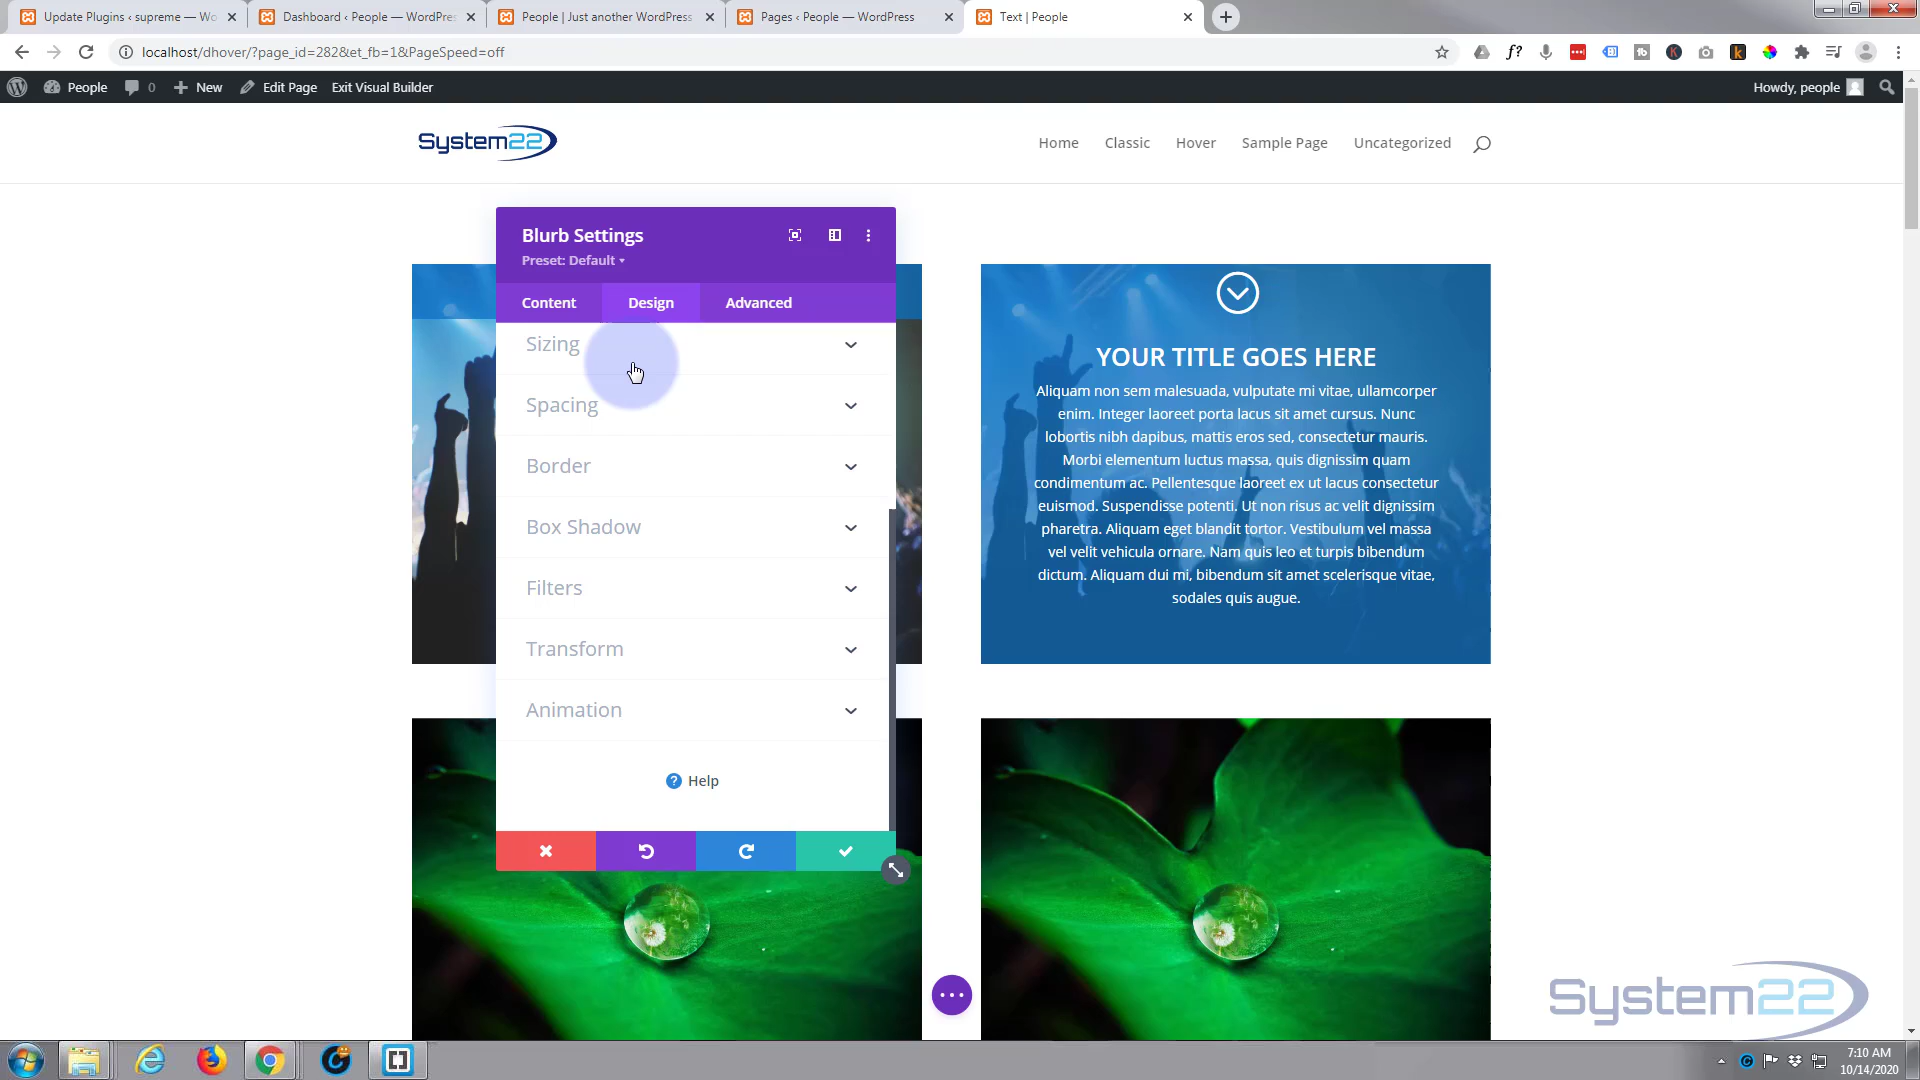 Update Plugins ‹ supreme — Wo
Dashboard ‹ People — WordPres
People | Just another WordPress
Pages ‹ People — WordPress
Text | People
localhost/dhover/?page_id=282&et_fb=1&PageSpeed=off
People
0
New
Edit Page
Exit Visual Builder
Howdy, people
System22
Home
Classic
Hover
Sample Page
Uncategorized
Blurb Settings
Preset: Default
Content
Design
Advanced
Sizing
Spacing
Border
Box Shadow
Filters
Transform
Animation
Help
YOUR TITLE GOES HERE
Aliquam non sem malesuada, vulputate mi vitae, ullamcorper
enim. Integer laoreet porta lacus sit amet cursus. Nunc
lobortis nibh dapibus, mattis eros sed, consectetur mauris.
Morbi elementum luctus massa, quis dignissim quam
condimentum ac. Pellentesque laoreet ex ut lacus consectetur
euismod. Suspendisse potenti. Ut non risus ac velit dignissim
pharetra. Aliquam eget blandit tortor. Vestibulum vel massa
vel velit vehicula ornare. Nam quis leo et turpis bibendum
dictum. Aliquam dui mi, bibendum sit amet scelerisque vitae,
sodales quis augue.
System22
7:10 AM
10/14/2020